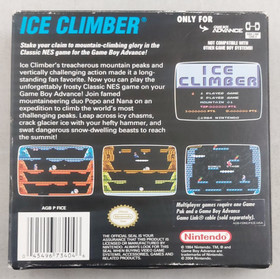 ICE CLIMBER®
Stake your claim to mountain-climbing glory in the
Classic NES game for the Game Boy Advance!
Ice Climber's treacherous mountain peaks and
vertically challenging action made it a long-
standing fan favorite. Now you can play the
unforgettably frosty Classic NES game on your
Game Boy Advance! Join famed
mountaineering duo Popo and Nana on
an expedition to climb the world's most
challenging peaks. Leap across icy chasms,
crack glacier ice with your hefty hammer, and
swat dangerous snow-dwelling beasts to reach
the summit!
ONLY FOR
GAME BOY ADVANCE
NOT COMPATIBLE WITH
OTHER GAME BOY SYSTEMS
ICE
CLIMBER
1 PLAYER GAME
2 PLAYER GAME
MOUNTAIN 01
©1984 NINTENDO
Multiplayer games require one Game
Pak and a Game Boy Advance
Game Link® cable (sold separately).
AGB P FICE
45496 73404
THE OFFICIAL SEAL IS YOUR
ASSURANCE THAT THIS PRODUCT IS
LICENSED OR MANUFACTURED BY
NINTENDO. ALWAYS LOOK FOR THIS
SEAL WHEN BUYING VIDEO GAME
SYSTEMS, ACCESSORIES, GAMES
AND RELATED PRODUCTS.
Nintendo